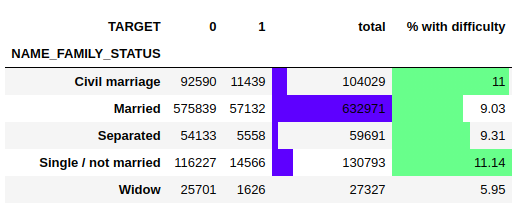 TARGET 0 1 total % with difficulty
NAME_FAMILY_STATUS
Civil marriage 92590 11439 104029 11
Married 575839 57132 632971 9.03
Separated 54133 5558 59691 9.31
Single / not married 116227 14566 130793 11.14
Widow 25701 1626 27327 5.95